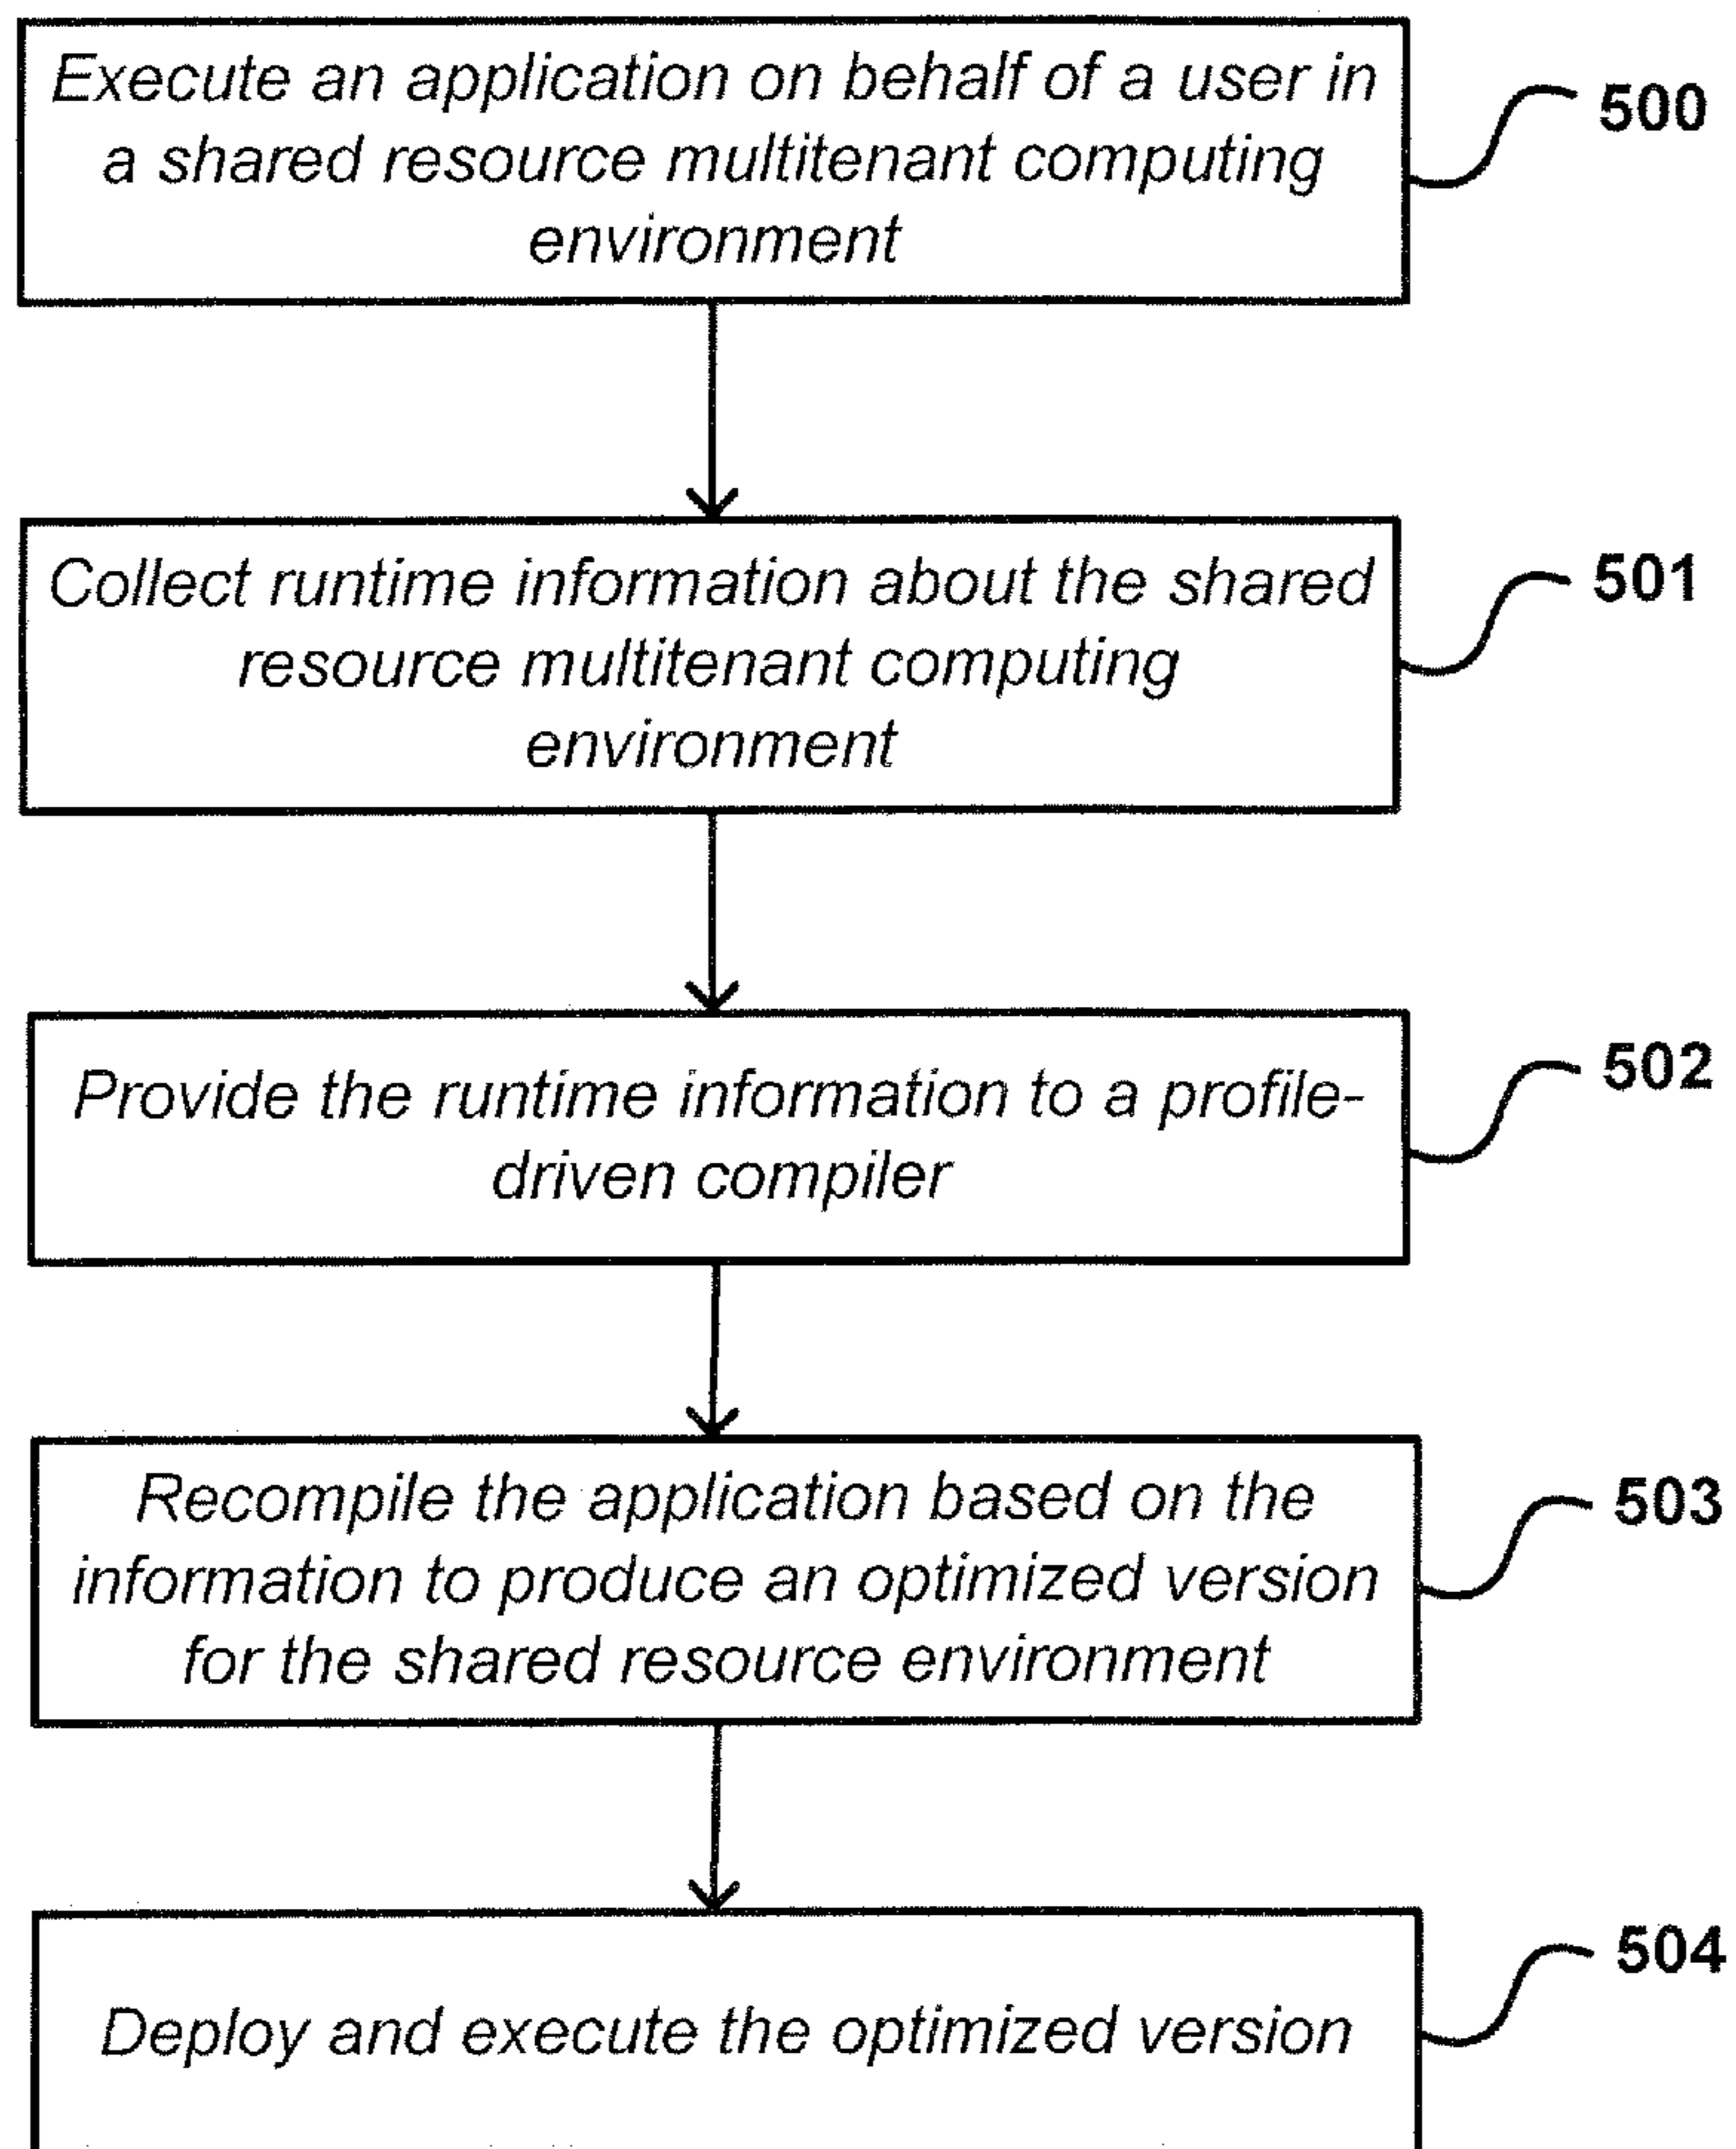 Execute an application on behalf of a user in
500
a shared resource multitenant computing
environment
Collect runtime information about the shared
501
resource multitenant computing
environment
Provide the runtime information to a profile-
502
driven compiler
Recompile the application based on the
503
information to produce an optimized version
for the shared resource environment
504
Deploy and execute the optimized version